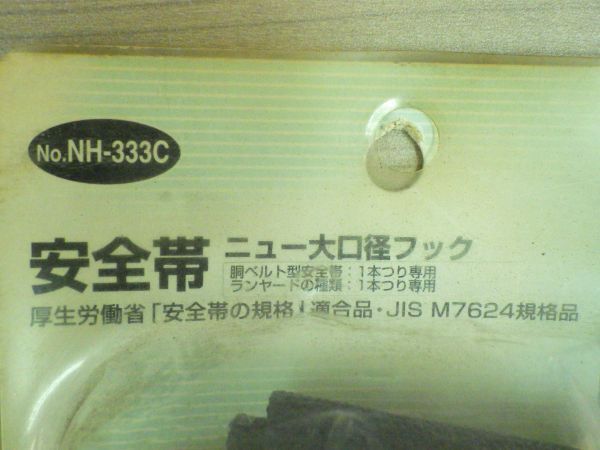 No.NH-333C
安全帯 ニュー大口径フック
胴ベルト型安全帯：1本つり専用
ランヤードの種類：1本つり専用
厚生労働省「安全帯の規格」適合品・JIS M7624規格品